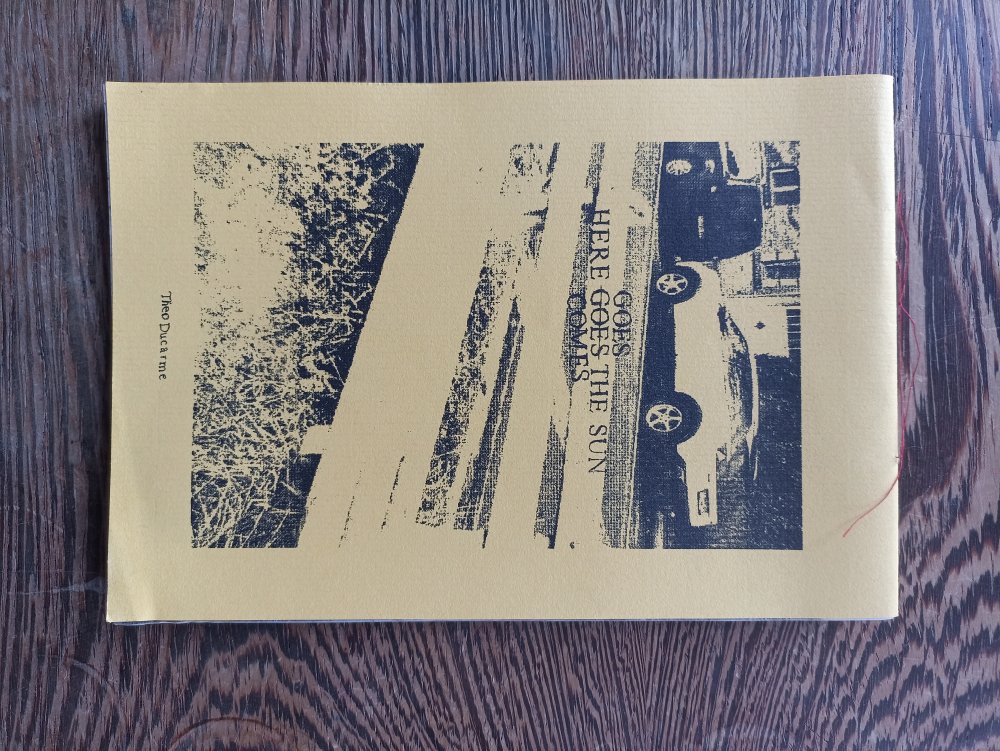 GOES
HERE GOES THE SUN
COMES
Theo Ducarme